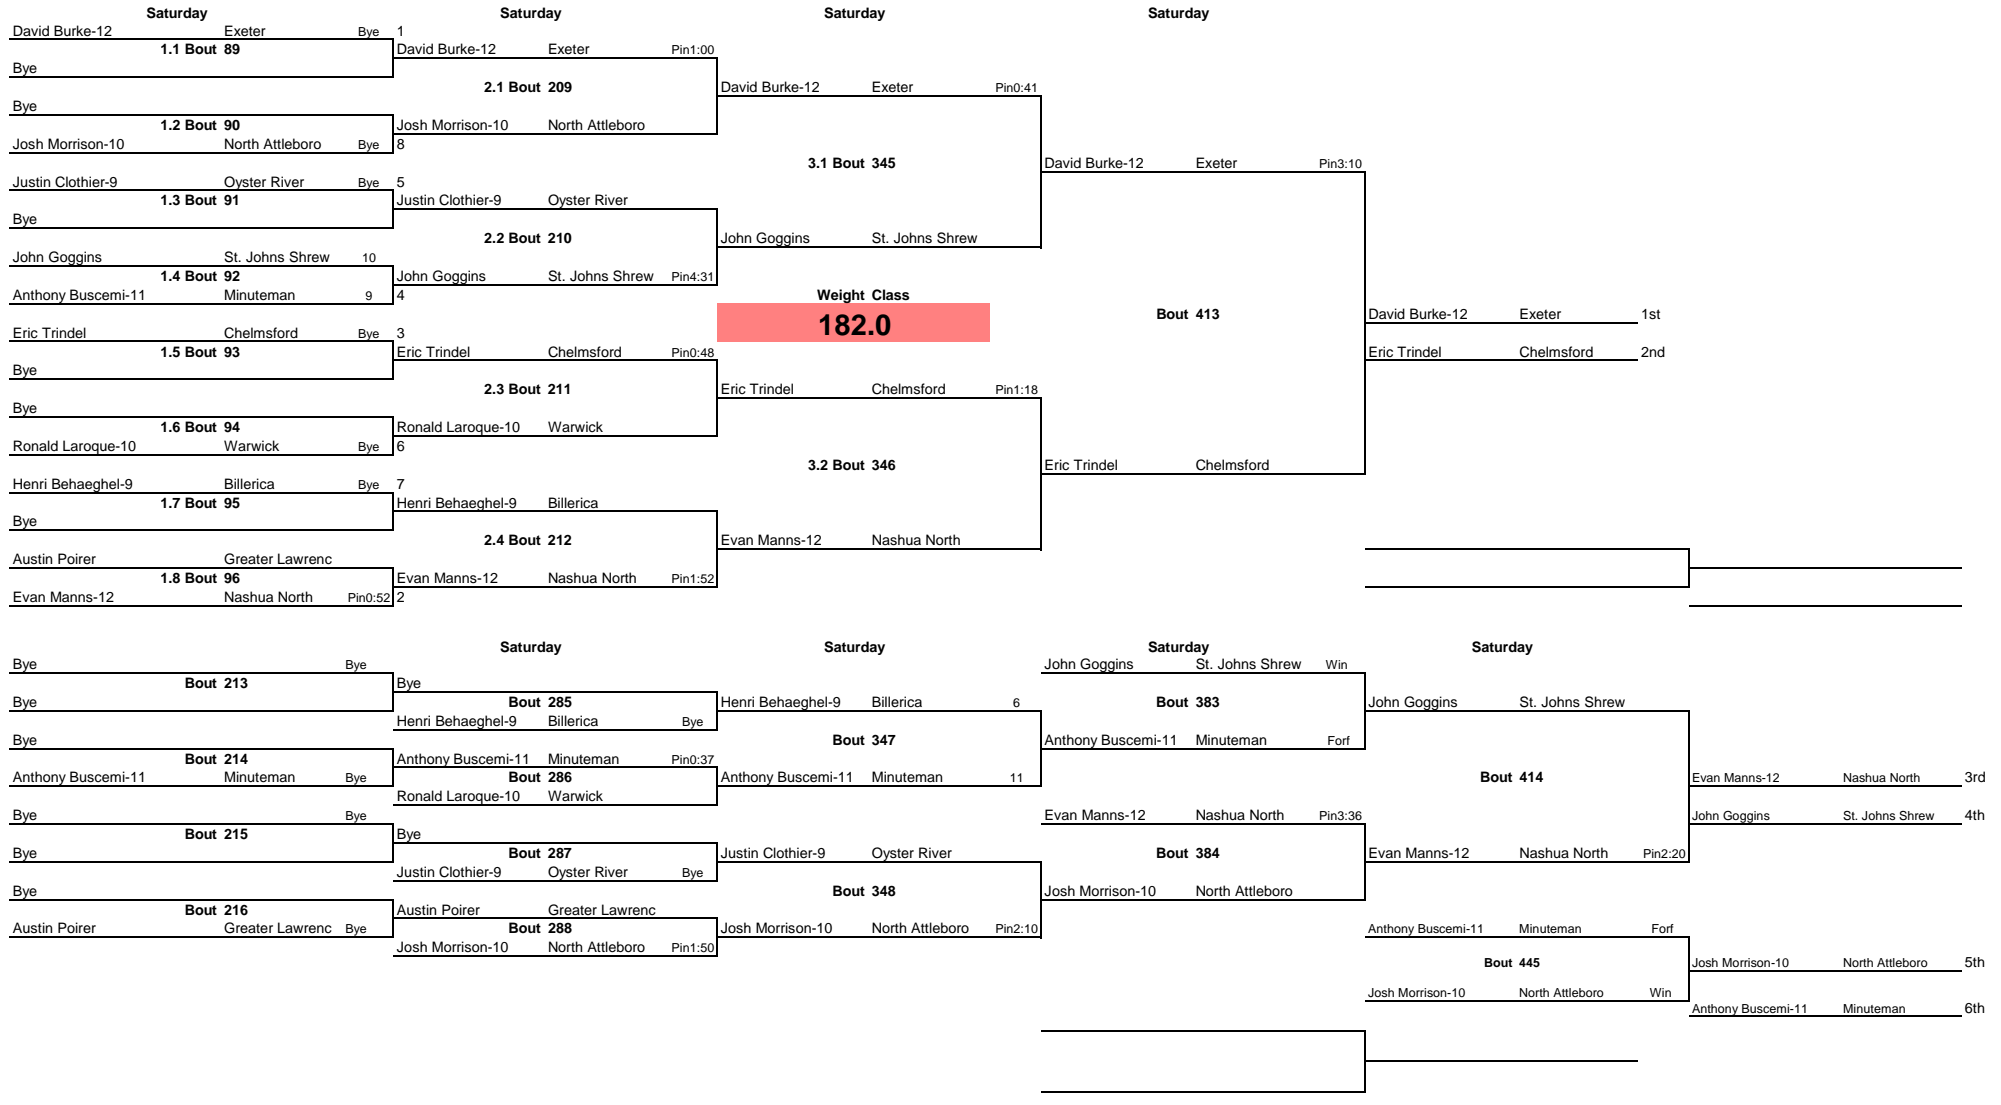 Saturday Saturday Saturday Saturday
David Burke-12 Exeter Bye 1
1.1 Bout 89 David Burke-12 Exeter Pin1:00
Bye
2.1 Bout 209 David Burke-12 Exeter Pin0:41
Bye
1.2 Bout 90 Josh Morrison-10 North Attleboro
Josh Morrison-10 North Attleboro Bye 8
3.1 Bout 345 David Burke-12 Exeter Pin3:10
Justin Clothier-9 Oyster River Bye 5
1.3 Bout 91 Justin Clothier-9 Oyster River
Bye
2.2 Bout 210 John Goggins St. Johns Shrew
John Goggins St. Johns Shrew 10
1.4 Bout 92 John Goggins St. Johns Shrew Pin4:31
Anthony Buscemi-11 Minuteman 9 4 Weight Class
182.0 Bout 413 David Burke-12 Exeter 1st
Eric Trindel Chelmsford Bye 3
1.5 Bout 93 Eric Trindel Chelmsford Pin0:48 Eric Trindel Chelmsford 2nd
Bye
2.3 Bout 211 Eric Trindel Chelmsford Pin1:18
Bye
1.6 Bout 94 Ronald Laroque-10 Warwick
Ronald Laroque-10 Warwick Bye 6
3.2 Bout 346 Eric Trindel Chelmsford
Henri Behaeghel-9 Billerica Bye 7
1.7 Bout 95 Henri Behaeghel-9 Billerica
Bye
2.4 Bout 212 Evan Manns-12 Nashua North
Austin Poirer Greater Lawrenc
1.8 Bout 96 Evan Manns-12 Nashua North Pin1:52
Evan Manns-12 Nashua North Pin0:52 2
Saturday Saturday Saturday Saturday
Bye Bye John Goggins St. Johns Shrew Win
Bout 213 Bye
Bye Bout 285 Henri Behaeghel-9 Billerica 6 Bout 383 John Goggins St. Johns Shrew
Henri Behaeghel-9 Billerica Bye
Bye Bout 347 Anthony Buscemi-11 Minuteman Forf
Bout 214 Anthony Buscemi-11 Minuteman Pin0:37
Anthony Buscemi-11 Minuteman Bye Bout 286 Anthony Buscemi-11 Minuteman 11 Bout 414 Evan Manns-12 Nashua North 3rd
Ronald Laroque-10 Warwick
Bye Bye Evan Manns-12 Nashua North Pin3:36 John Goggins St. Johns Shrew 4th
Bout 215 Bye
Bye Bout 287 Justin Clothier-9 Oyster River Bout 384 Evan Manns-12 Nashua North Pin2:20
Justin Clothier-9 Oyster River Bye
Bye Bout 348 Josh Morrison-10 North Attleboro
Bout 216 Austin Poirer Greater Lawrenc
Austin Poirer Greater Lawrenc Bye Bout 288 Josh Morrison-10 North Attleboro Pin2:10 Anthony Buscemi-11 Minuteman Forf
Josh Morrison-10 North Attleboro Pin1:50
Bout 445 Josh Morrison-10 North Attleboro 5th
Josh Morrison-10 North Attleboro Win
Anthony Buscemi-11 Minuteman 6th